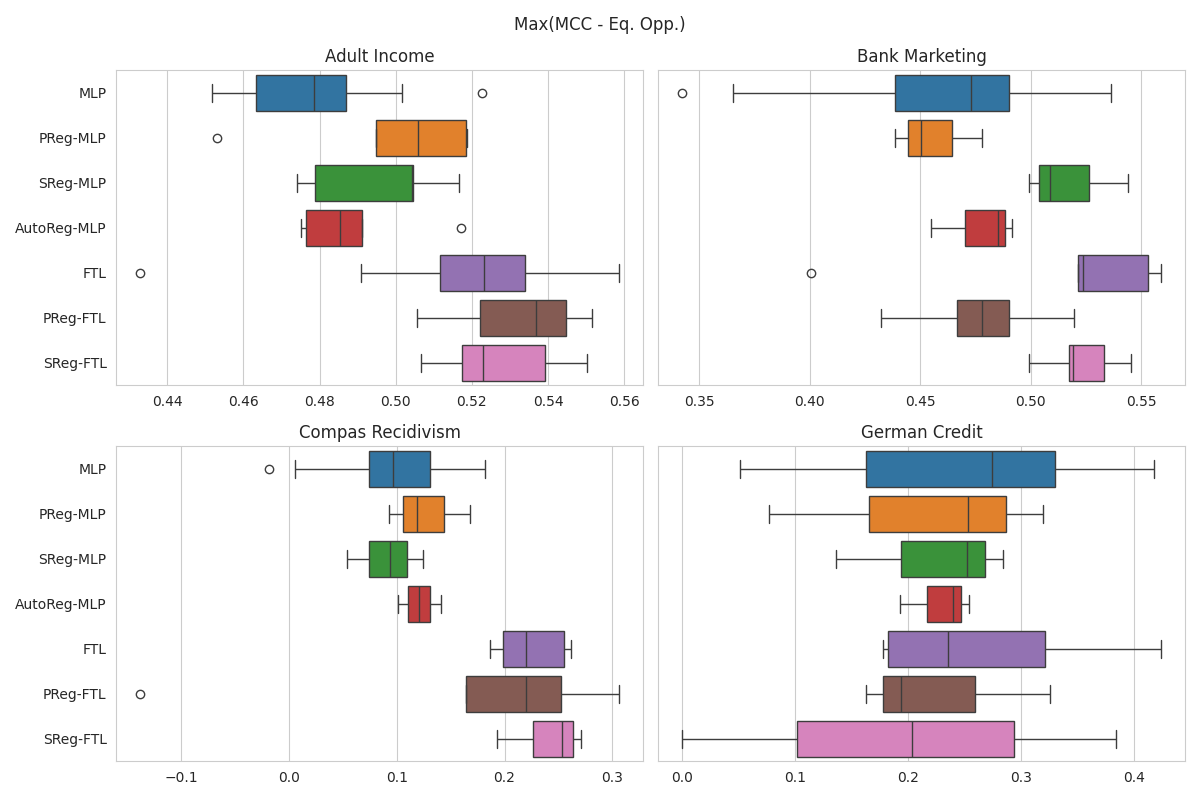 Max(MCC - Eq. Opp.)
Adult Income
MLP
PReg-MLP
SReg-MLP
AutoReg-MLP
FTL
PReg-FTL
SReg-FTL
0.44 0.46 0.48 0.50 0.52 0.54 0.56
Bank Marketing
0.35 0.40 0.45 0.50 0.55
Compas Recidivism
MLP
PReg-MLP
SReg-MLP
AutoReg-MLP
FTL
PReg-FTL
SReg-FTL
−0.1 0.0 0.1 0.2 0.3
German Credit
0.0 0.1 0.2 0.3 0.4